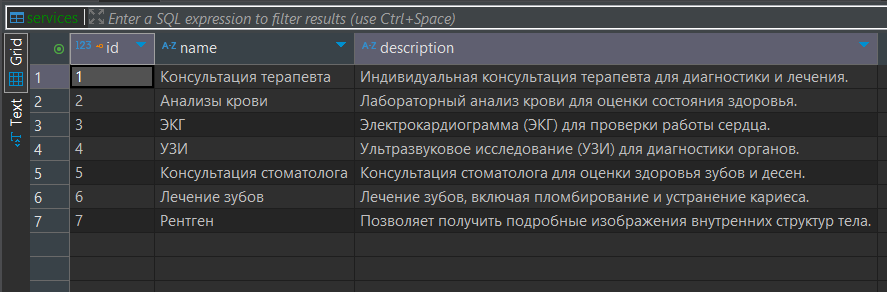 services Enter a SQL expression to filter results (use Ctrl+Space)
Grid
Text
123 id A-Z name A-Z description
1 1 Консультация терапевта Индивидуальная консультация терапевта для диагностики и лечения.
2 2 Анализы крови Лабораторный анализ крови для оценки состояния здоровья.
3 3 ЭКГ Электрокардиограмма (ЭКГ) для проверки работы сердца.
4 4 УЗИ Ультразвуковое исследование (УЗИ) для диагностики органов.
5 5 Консультация стоматолога Консультация стоматолога для оценки здоровья зубов и десен.
6 6 Лечение зубов Лечение зубов, включая пломбирование и устранение кариеса.
7 7 Рентген Позволяет получить подробные изображения внутренних структур тела.